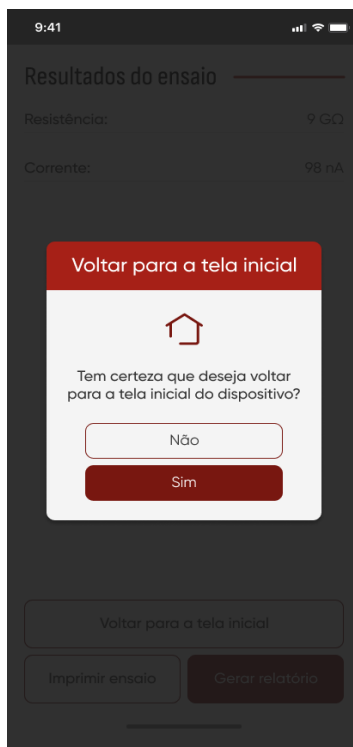 9:41
Resultados do ensaio
Resistência: 9 GΩ
Corrente: 98 nA
Voltar para a tela inicial
Tem certeza que deseja voltar
para a tela inicial do dispositivo?
Não
Sim
Voltar para a tela inicial
Imprimir ensaio
Gerar relatório